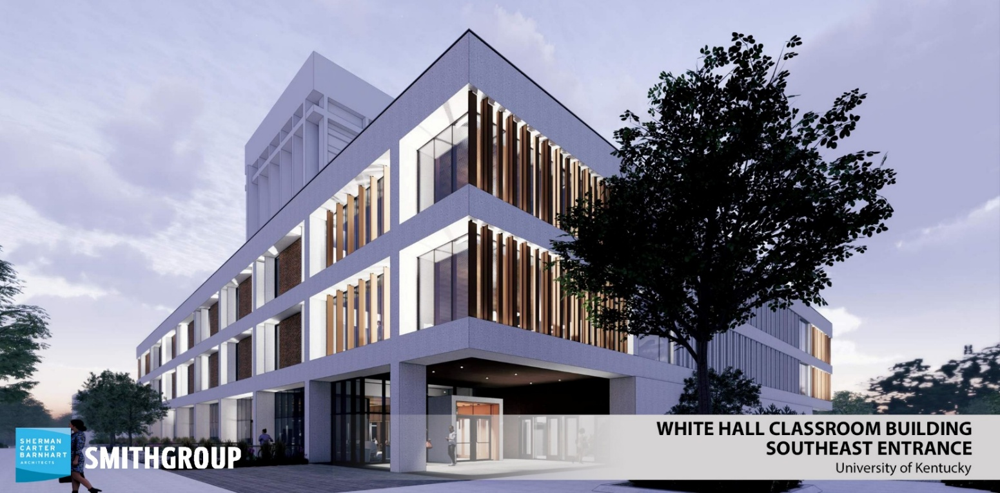 WHITE HALL CLASSROOM BUILDING
SOUTHEAST ENTRANCE
University of Kentucky
SHERMAN
CARTER
BARNHART
ARCHITECTS
SMITHGROUP